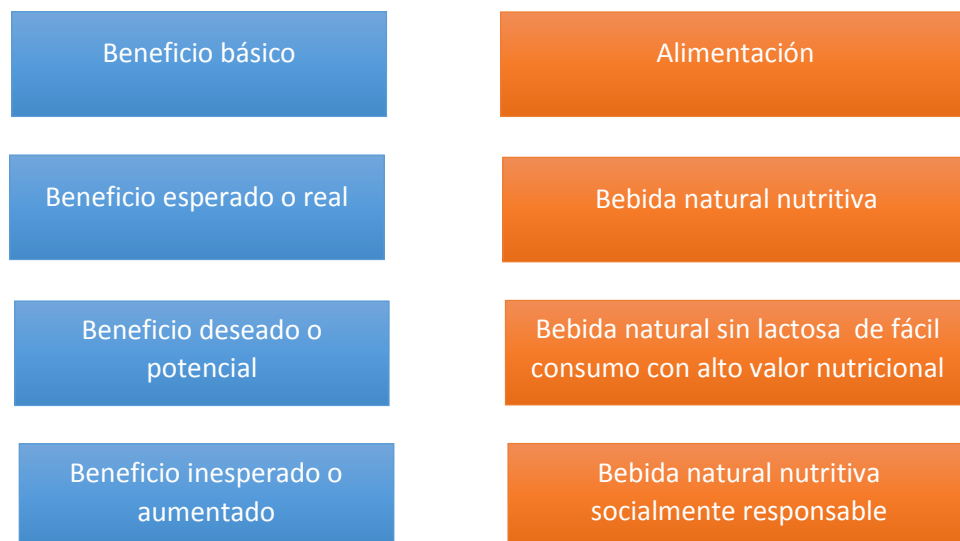 Beneficio básico
Alimentación
Beneficio esperado o real
Bebida natural nutritiva
Beneficio deseado o
potencial
Bebida natural sin lactosa  de fácil
consumo con alto valor nutricional
Beneficio inesperado o
aumentado
Bebida natural nutritiva
socialmente responsable